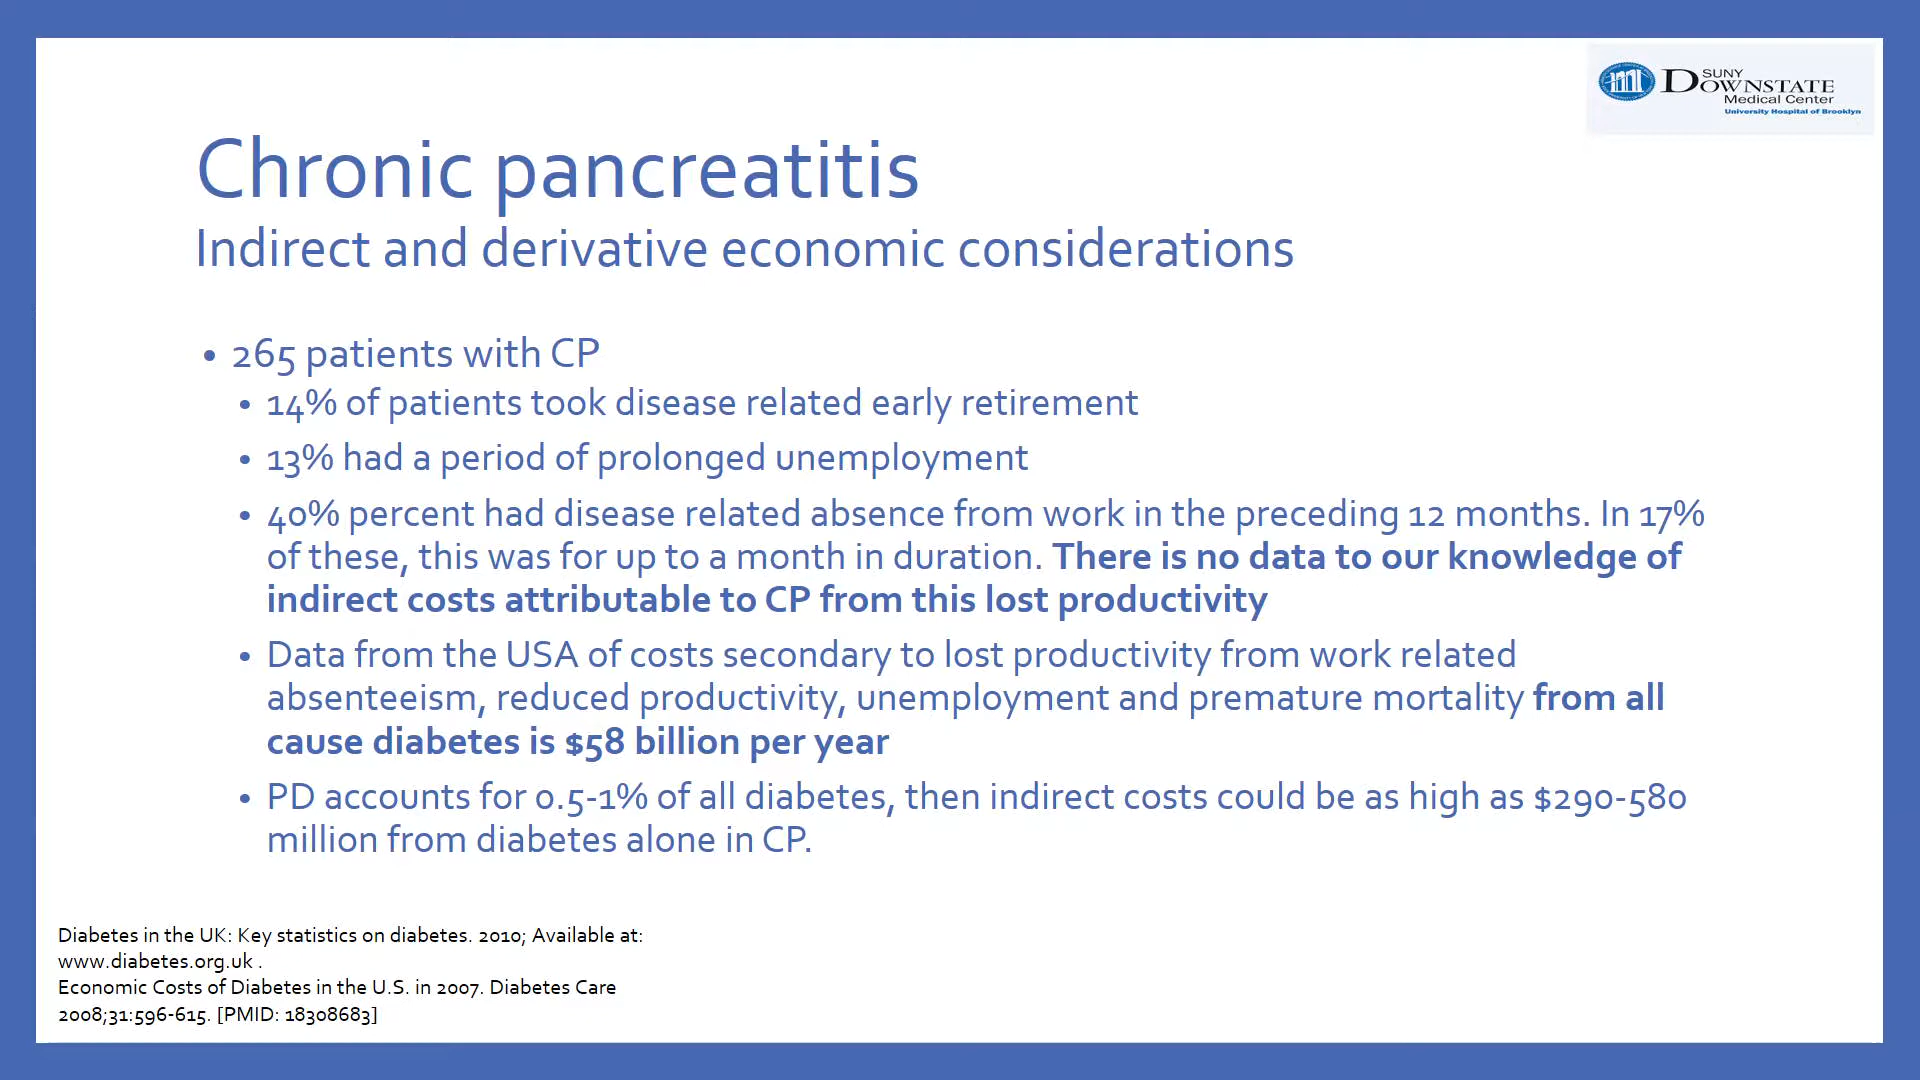 SUNY
DOWNSTATE
Medical Center
University Hospital of Brooklyn
Chronic pancreatitis
Indirect and derivative economic considerations
• 265 patients with CP
• 14% of patients took disease related early retirement
• 13% had a period of prolonged unemployment
• 40% percent had disease related absence from work in the preceding 12 months. In 17%
of these, this was for up to a month in duration. There is no data to our knowledge of
indirect costs attributable to CP from this lost productivity
• Data from the USA of costs secondary to lost productivity from work related
absenteeism, reduced productivity, unemployment and premature mortality from all
cause diabetes is $58 billion per year
• PD accounts for 0.5-1% of all diabetes, then indirect costs could be as high as $290-580
million from diabetes alone in CP.
Diabetes in the UK: Key statistics on diabetes. 2010; Available at:
www.diabetes.org.uk .
Economic Costs of Diabetes in the U.S. in 2007. Diabetes Care
2008;31:596-615. [PMID: 18308683]